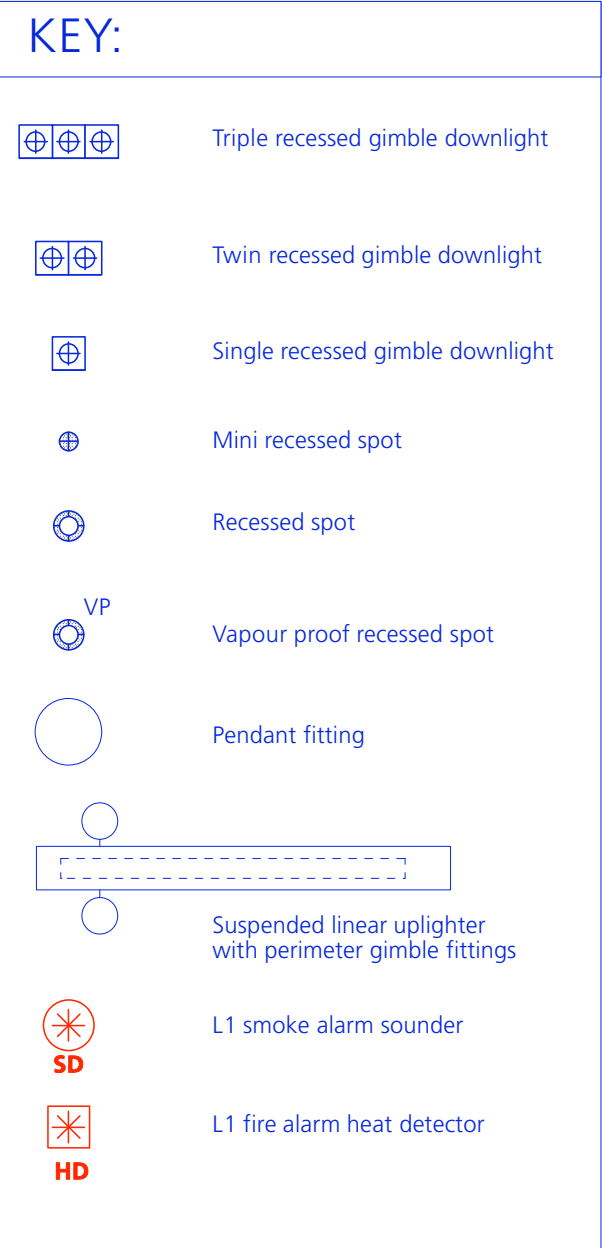 KEY:
Triple recessed gimble downlight
Twin recessed gimble downlight
Single recessed gimble downlight
Mini recessed spot
Recessed spot
VP
Vapour proof recessed spot
Pendant fitting
Suspended linear uplighter
with perimeter gimble fittings
L1 smoke alarm sounder
SD
L1 fire alarm heat detector
HD